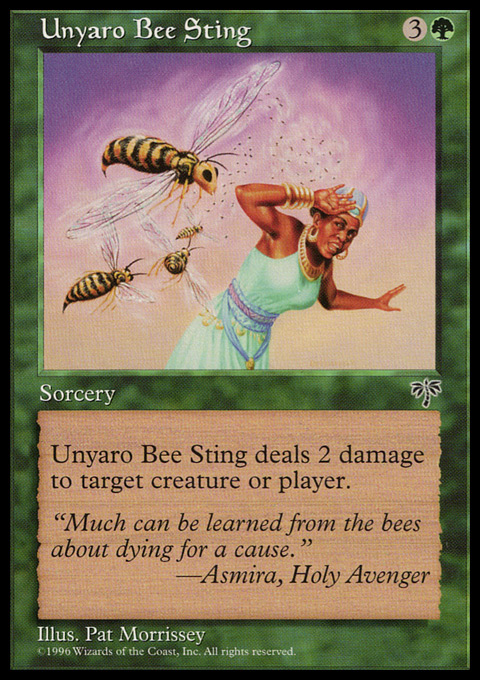 Unyaro Bee Sting 3
Sorcery
Unyaro Bee Sting deals 2 damage
to target creature or player.
“Much can be learned from the bees
about dying for a cause.”
—Asmira, Holy Avenger
Illus. Pat Morrissey
©1996 Wizards of the Coast, Inc. All rights reserved.